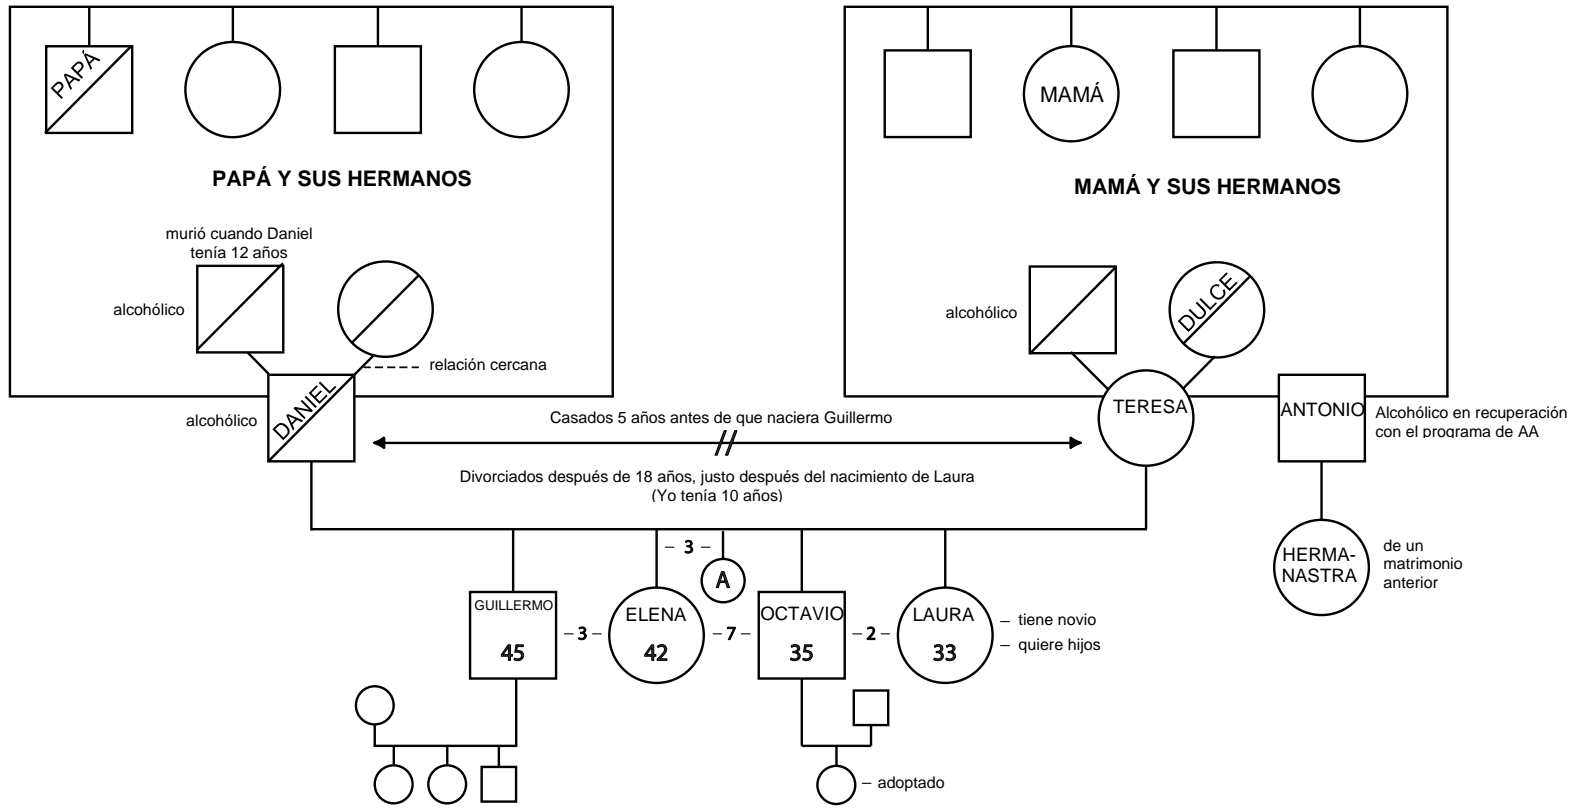 PAPÁ
MAMÁ
PAPÁ Y SUS HERMANOS
MAMÁ Y SUS HERMANOS
murió cuando Daniel
tenía 12 años
alcohólico
alcohólico
DULCE
relación cercana
alcohólico
DANIEL
TERESA
ANTONIO
Alcohólico en recuperación
con el programa de AA
Casados 5 años antes de que naciera Guillermo
Divorciados después de 18 años, justo después del nacimiento de Laura
(Yo tenía 10 años)
– 3 –
A
HERMA-
NASTRA
de un
matrimonio
anterior
GUILLERMO
45
– 3 –
ELENA
42
– 7 –
OCTAVIO
35
– 2 –
LAURA
33
– tiene novio
– quiere hijos
– adoptado